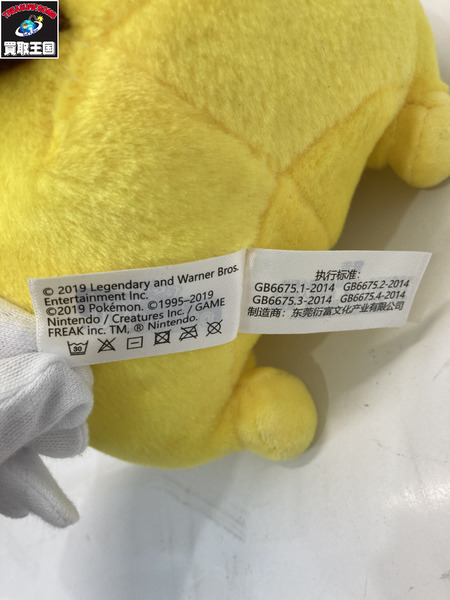 買取王国
© 2019 Legendary and Warner Bros.
Entertainment Inc.
©2019 Pokémon. ©1995–2019
Nintendo / Creatures Inc. / GAME
FREAK inc. TM, ® Nintendo.
30
执行标准：
GB6675.1-2014 GB6675.2-2014
GB6675.3-2014 GB6675.4-2014
制造商：东莞衍富文化产业有限公司